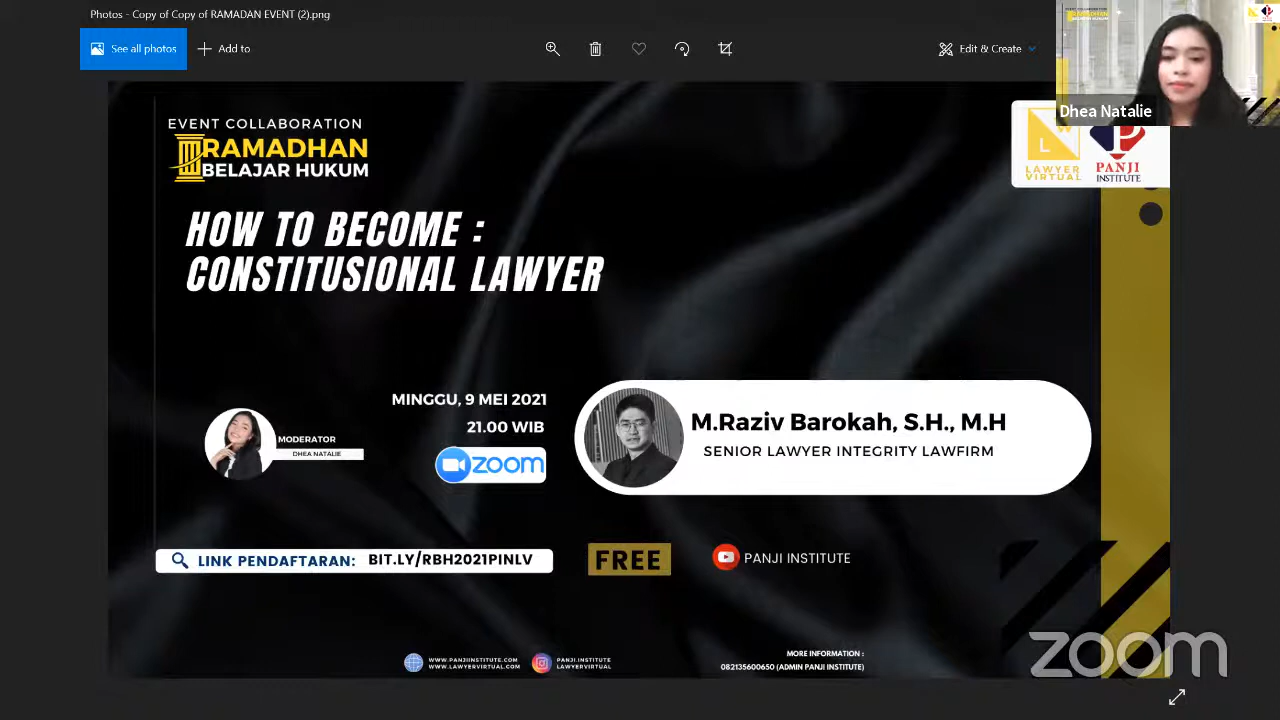 Photos - Copy of Copy of RAMADAN EVENT (2).png
See all photos
Add to
Edit & Create
Dhea Natalie
EVENT COLLABORATION
RAMADHAN
BELAJAR HUKUM
L W
LAWYER
VIRTUAL
PANJI
INSTITUTE
HOW TO BECOME :
CONSTITUSIONAL LAWYER
MINGGU, 9 MEI 2021
21.00 WIB
zoom
MODERATOR
DHEA NATALIE
M.Raziv Barokah, S.H., M.H
SENIOR LAWYER INTEGRITY LAWFIRM
LINK PENDAFTARAN: BIT.LY/RBH2021PINLV
FREE
PANJI INSTITUTE
WWW.PANJIINSTITUTE.COM
WWW.LAWYERVIRTUAL.COM
PANJI.INSTITUTE
LAWYERVIRTUAL
MORE INFORMATION :
082135600650 (ADMIN PANJI INSTITUTE)
zoom